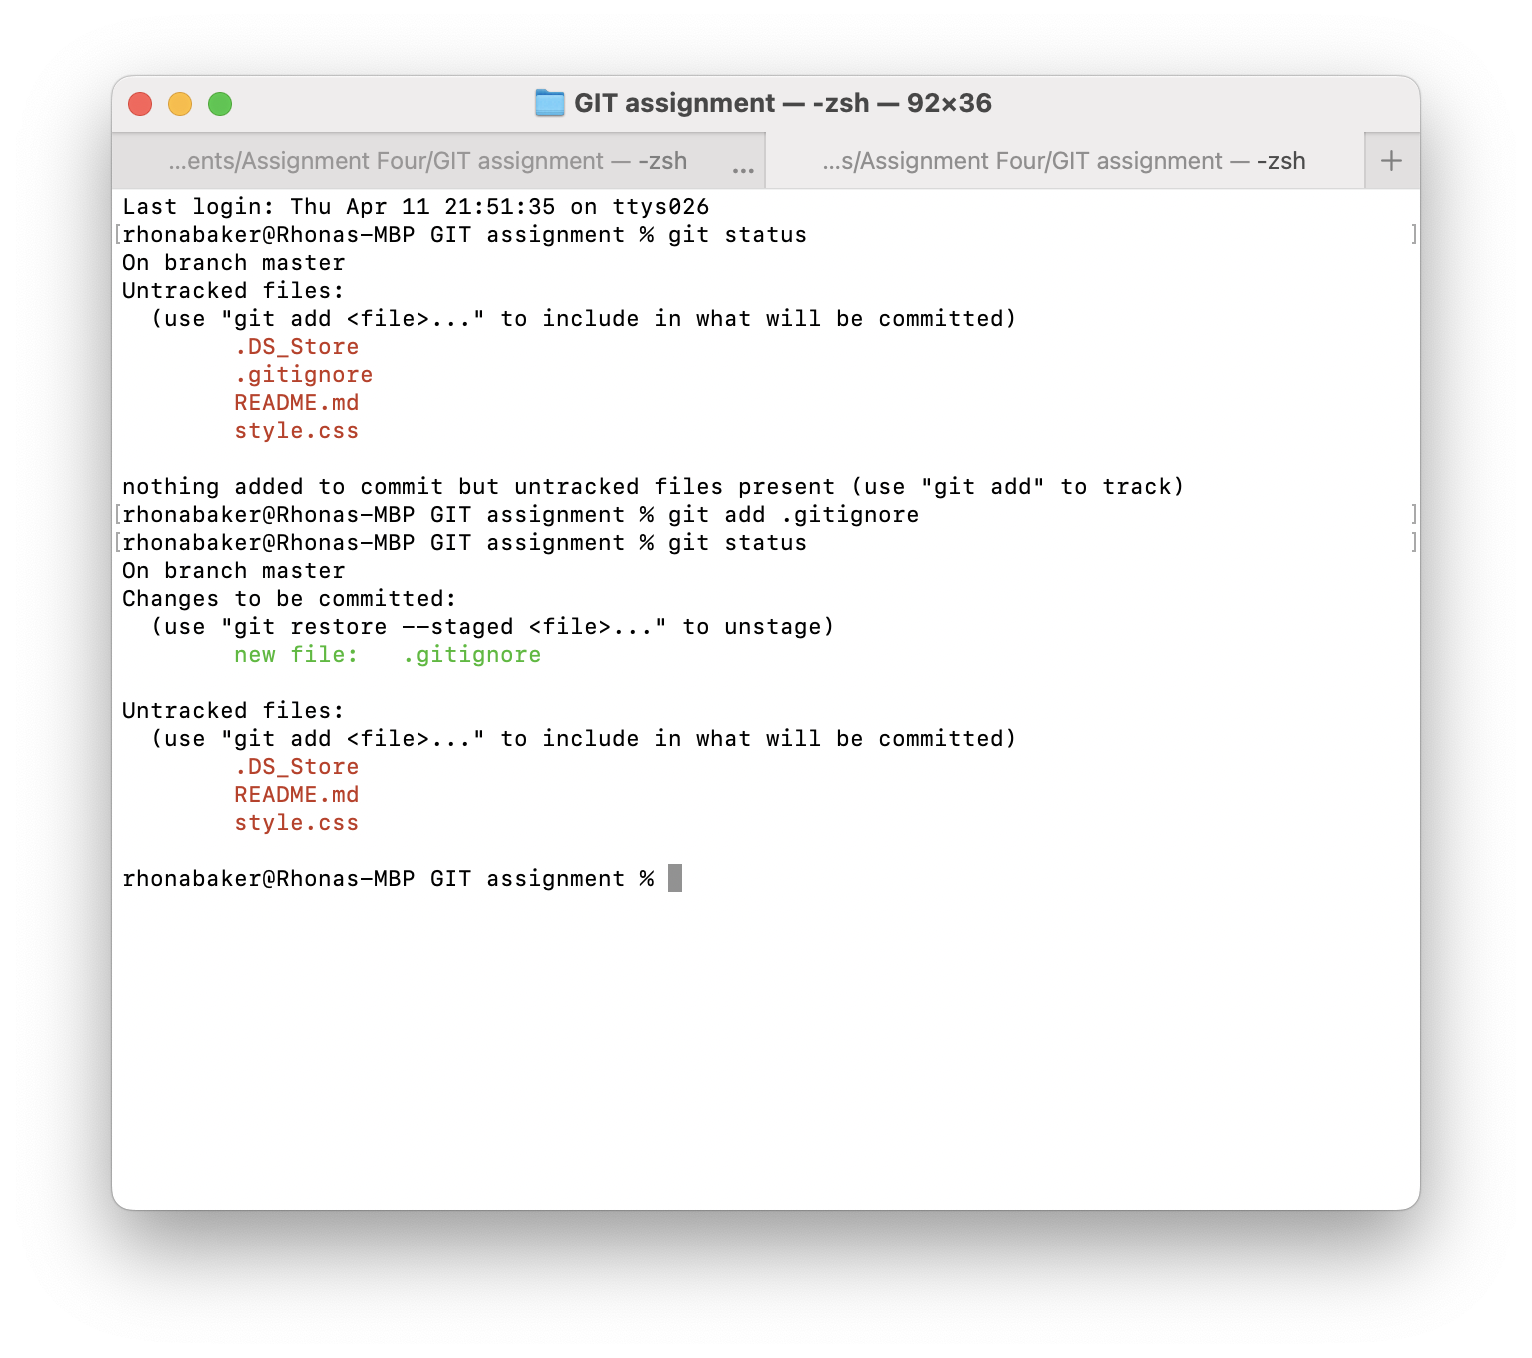 GIT assignment — -zsh — 92×36
...ents/Assignment Four/GIT assignment — -zsh ... ...s/Assignment Four/GIT assignment — -zsh +
Last login: Thu Apr 11 21:51:35 on ttys026
[rhonabaker@Rhonas-MBP GIT assignment % git status ]
On branch master
Untracked files:
  (use "git add <file>..." to include in what will be committed)
        .DS_Store
        .gitignore
        README.md
        style.css

nothing added to commit but untracked files present (use "git add" to track)
[rhonabaker@Rhonas-MBP GIT assignment % git add .gitignore ]
[rhonabaker@Rhonas-MBP GIT assignment % git status ]
On branch master
Changes to be committed:
  (use "git restore --staged <file>..." to unstage)
        new file:   .gitignore

Untracked files:
  (use "git add <file>..." to include in what will be committed)
        .DS_Store
        README.md
        style.css

rhonabaker@Rhonas-MBP GIT assignment %